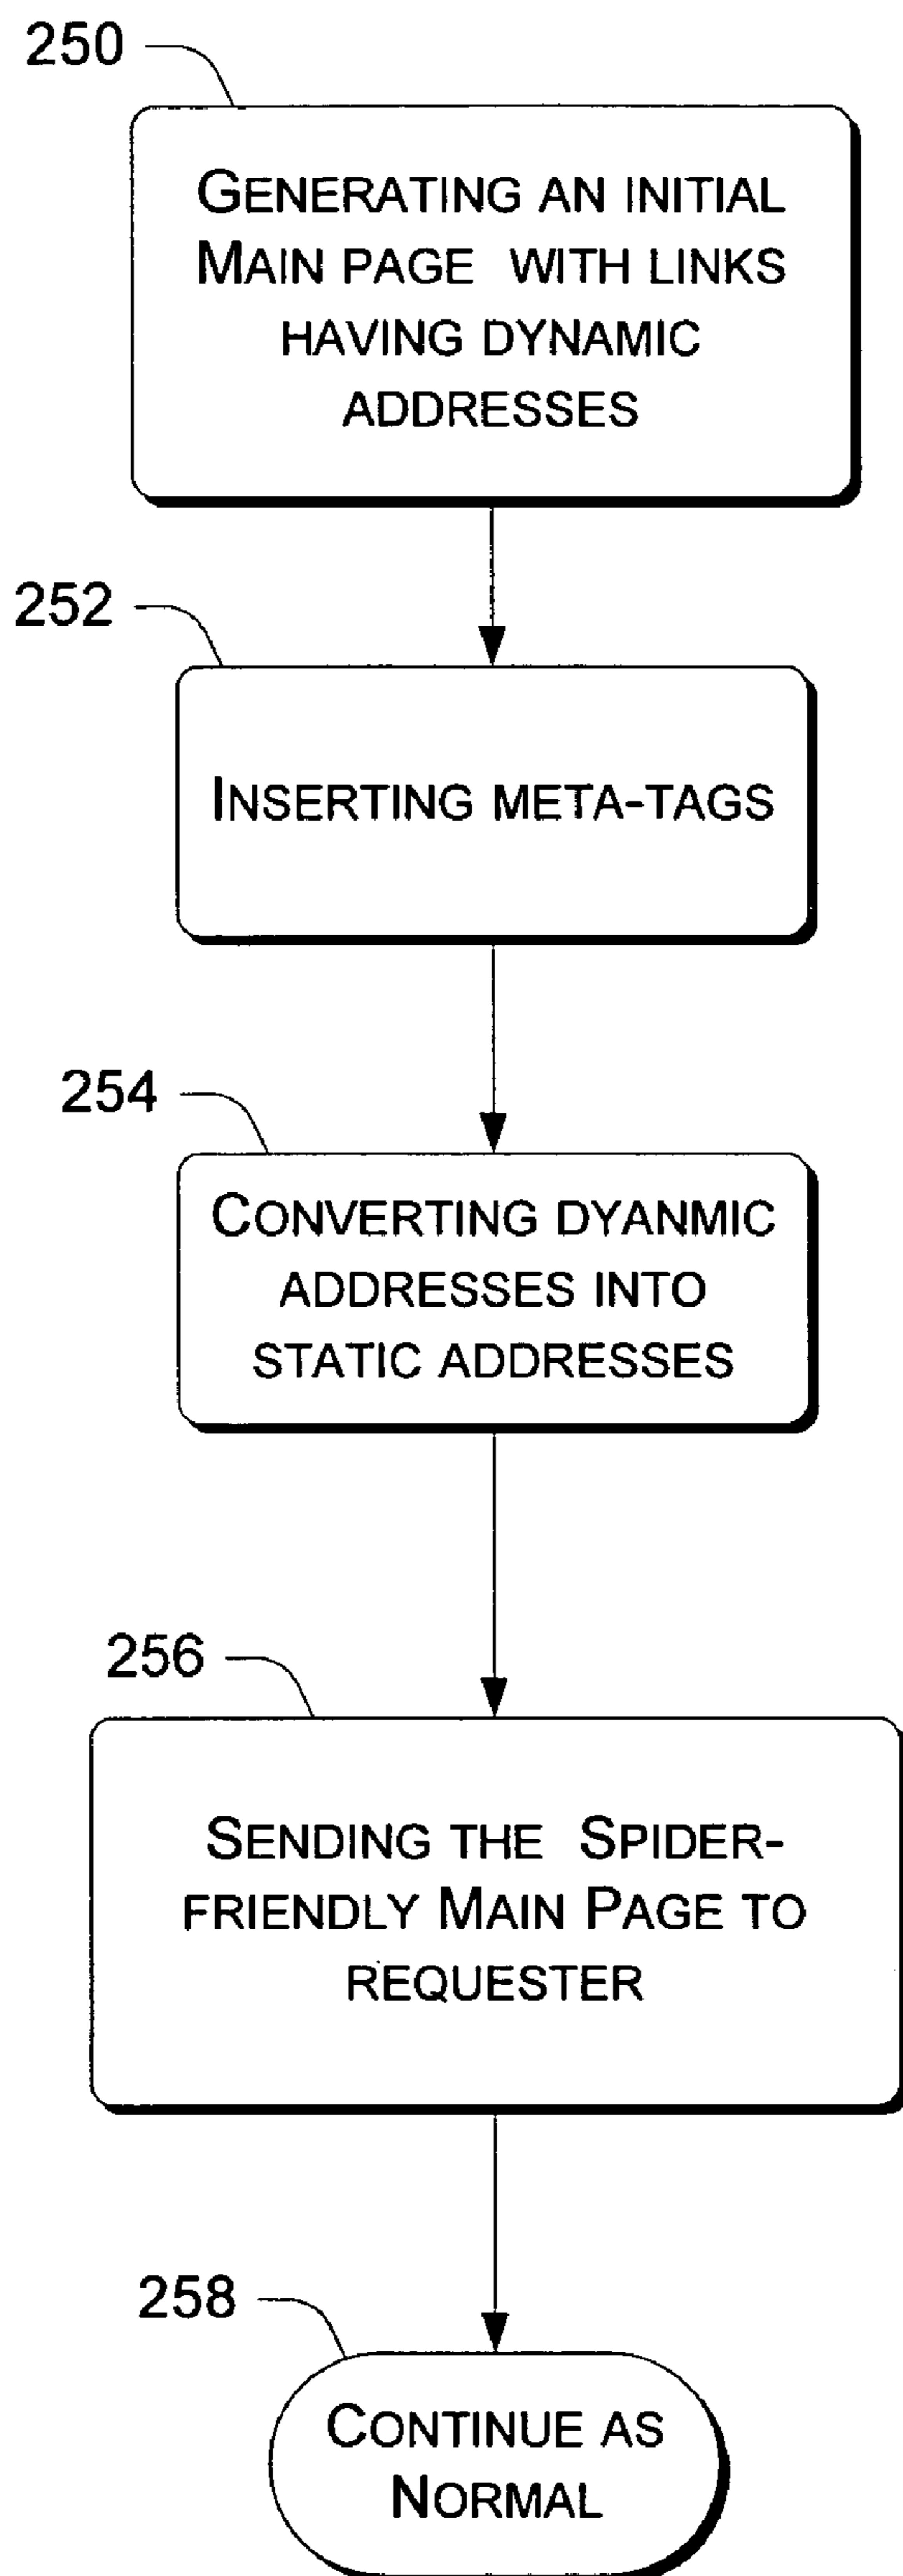 250
GENERATING AN INITIAL
MAIN PAGE WITH LINKS
HAVING DYNAMIC
ADDRESSES
252
INSERTING META-TAGS
254
CONVERTING DYANMIC
ADDRESSES INTO
STATIC ADDRESSES
256
SENDING THE SPIDER-
FRIENDLY MAIN PAGE TO
REQUESTER
258
CONTINUE AS
NORMAL